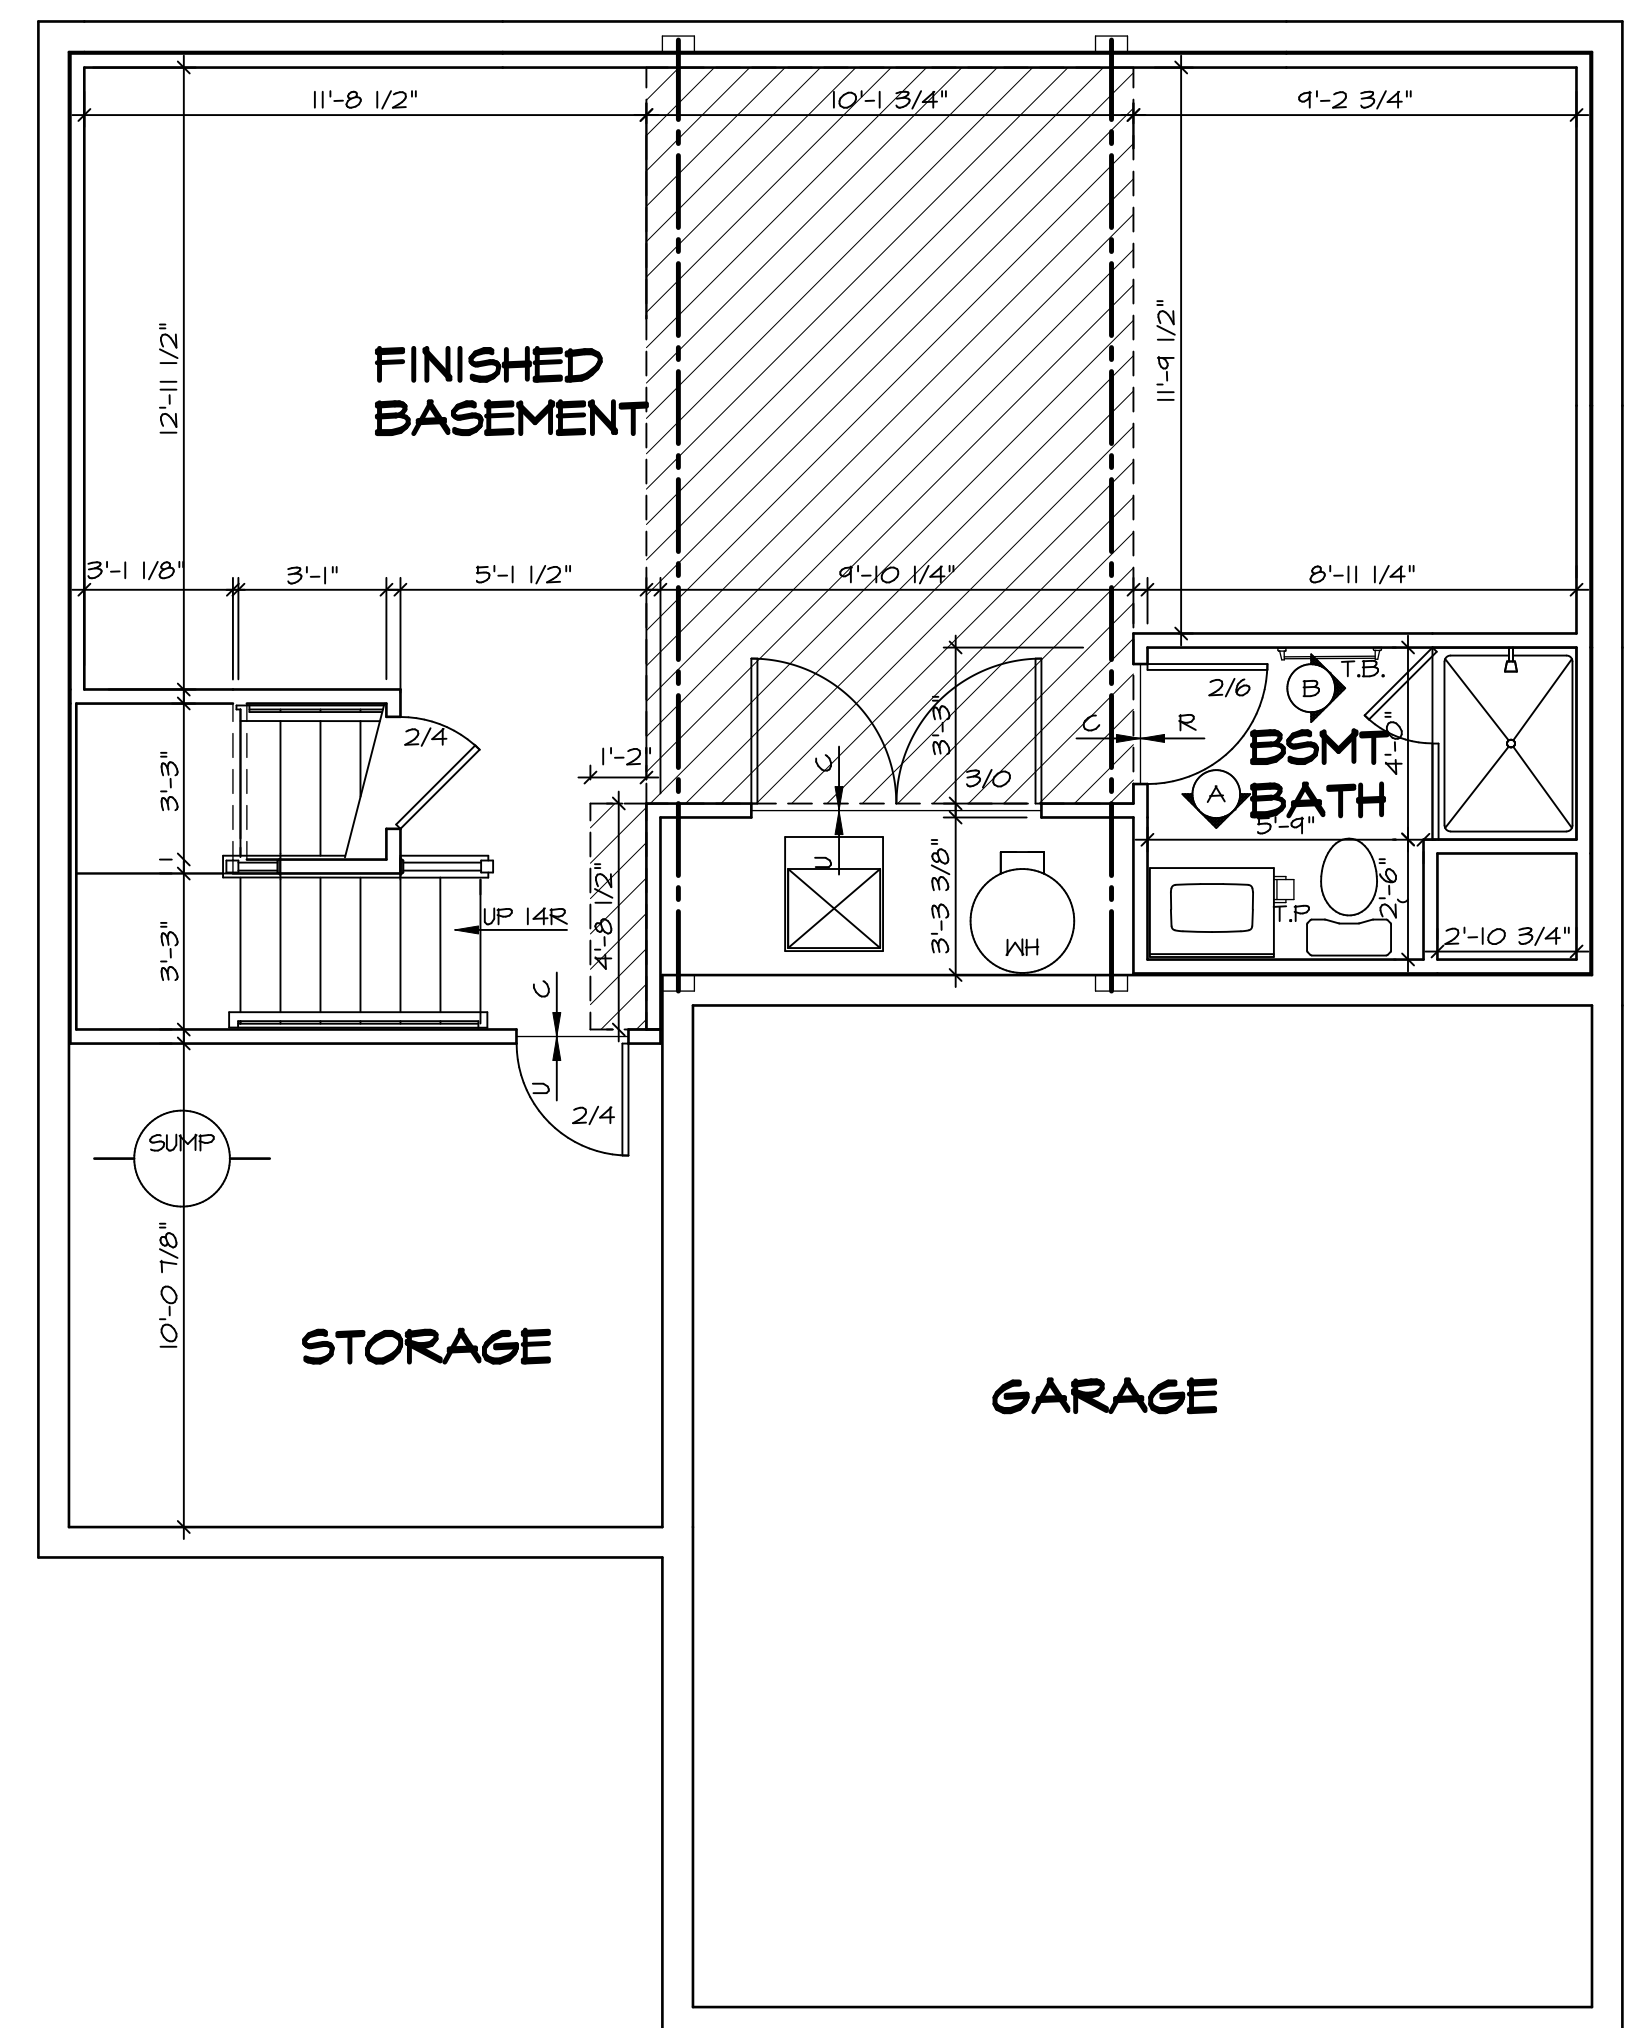 11'-8 1/2"
10'-1 3/4"
9'-2 3/4"
12'-11 1/2"
11'-9 1/2"
FINISHED
BASEMENT
3'-1 1/8"
3'-1"
5'-1 1/2"
9'-10 1/4"
8'-11 1/4"
T.B.
2/6
B
2/4
3'-3"
C
R
4'-0"
BSMT
BATH
1'-2"
C
3/0
3'-3"
A
5'-9"
1
U
4'-8 1/2"
3'-3 3/8"
2'-6"
UP 14R
T.P
2'-10 3/4"
3'-3"
WH
C
U
2/4
SUMP
10'-0 7/8"
STORAGE
GARAGE